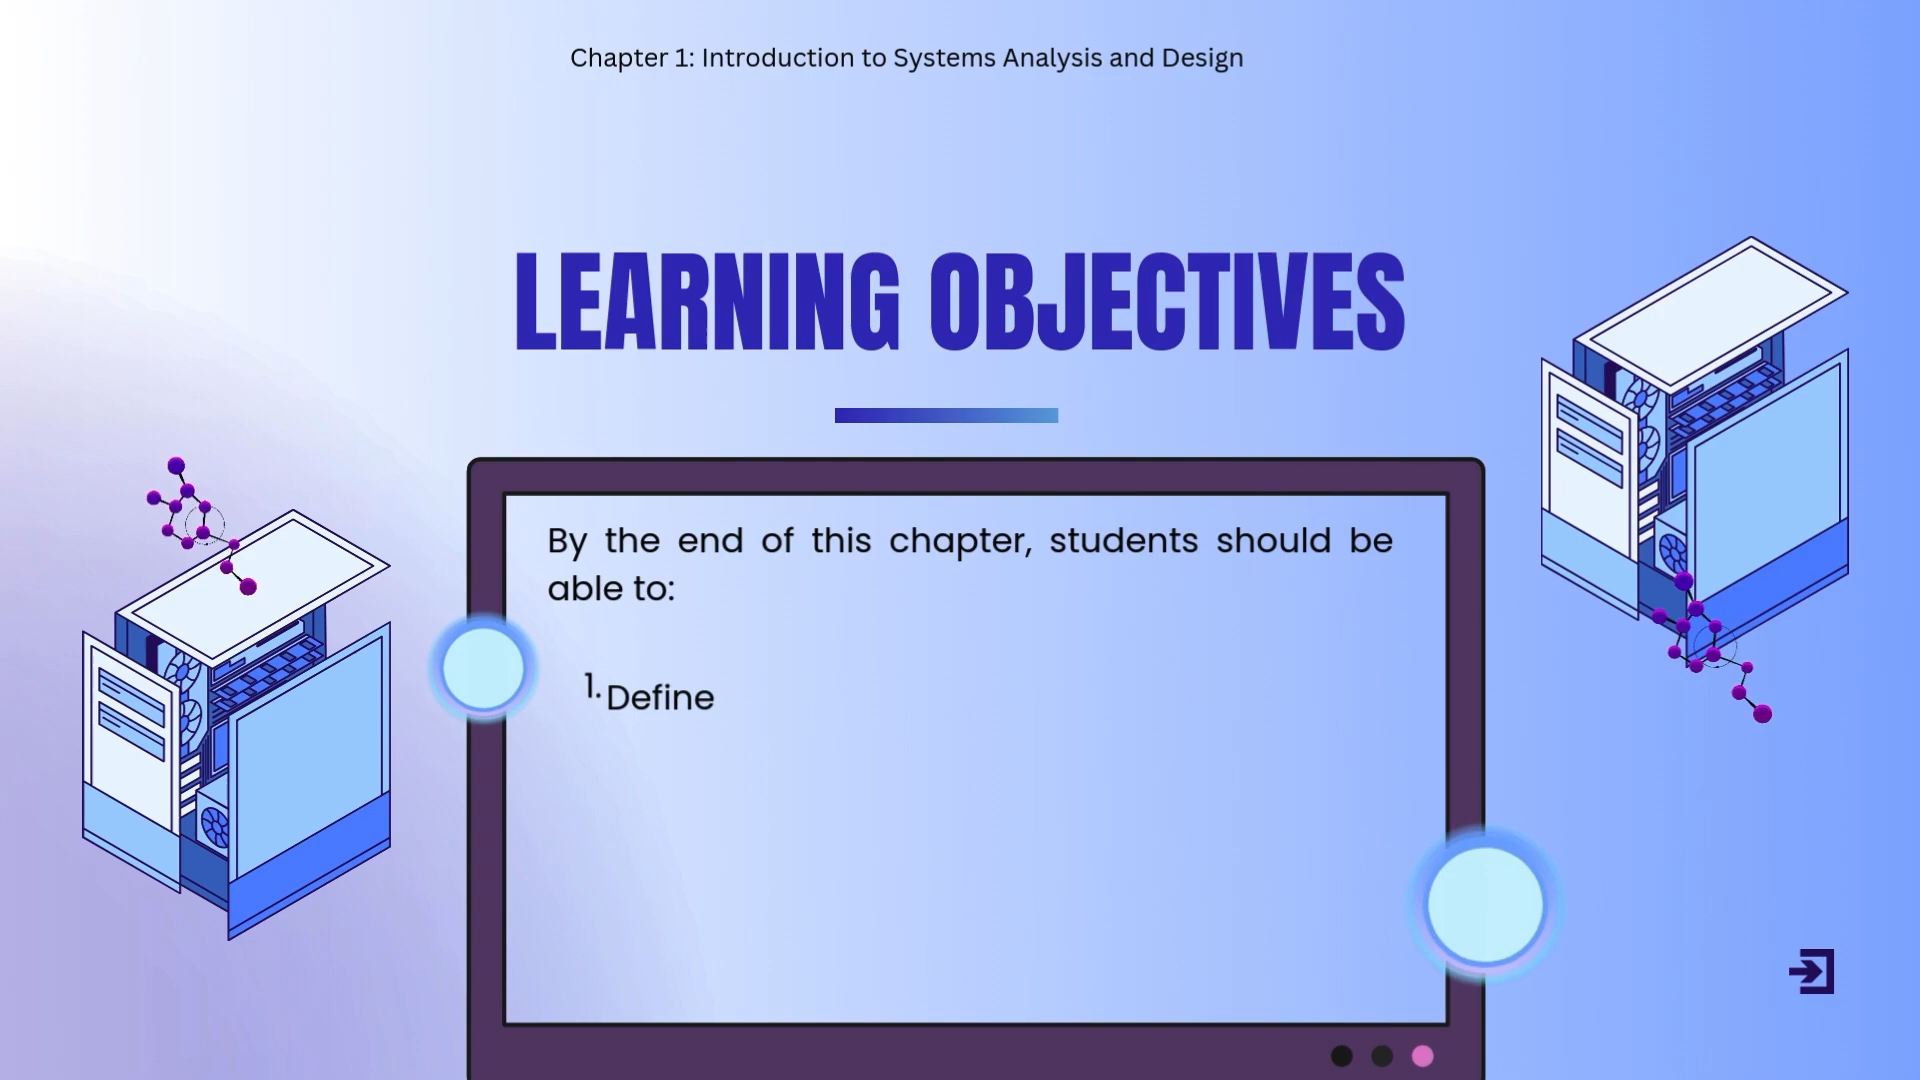 Chapter 1: Introduction to Systems Analysis and Design
LEARNING OBJECTIVES
By the end of this chapter, students should be
able to:
1. Define